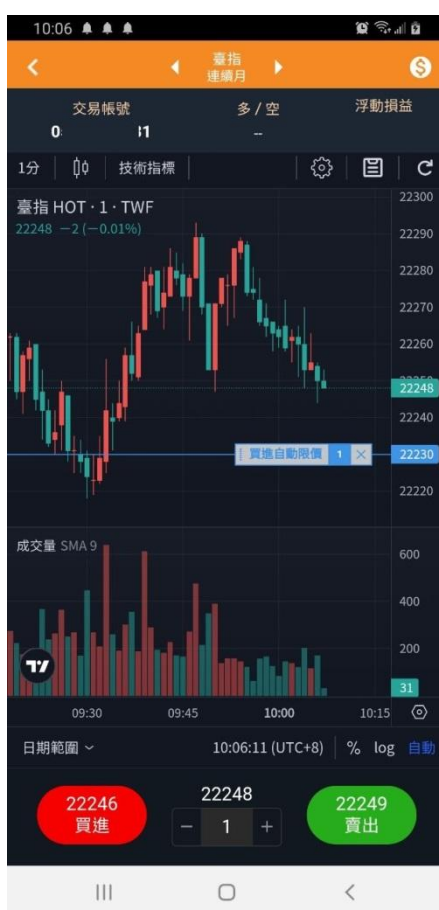 10:06
臺指
連續月
交易帳號
多 / 空
浮動損益
0
31
--
1分
技術指標
臺指 HOT · 1 · TWF
22248 −2 (−0.01%)
22300
22290
22280
22270
22260
22248
22240
買進自動限價 1
22230
22220
成交量 SMA 9
600
400
200
31
09:30 09:45 10:00 10:15
日期範圍 10:06:11 (UTC+8) % log 自動
22246
買進
22248
− 1 +
22249
賣出